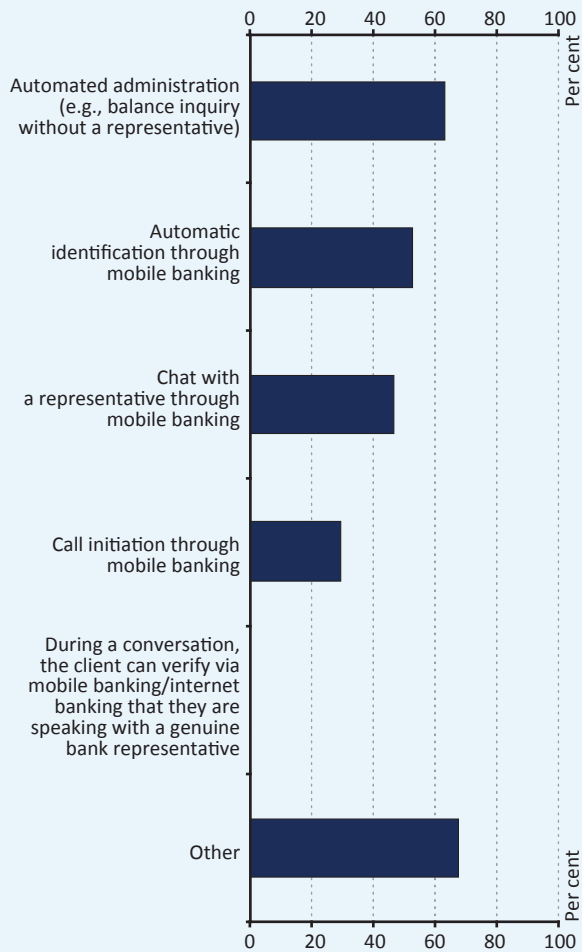 0 20 40 60 80 100
Per cent
Automated administration
(e.g., balance inquiry
without a representative)
Automatic
identification through
mobile banking
Chat with
a representative through
mobile banking
Call initiation through
mobile banking
During a conversation,
the client can verify via
mobile banking/internet
banking that they are
speaking with a genuine
bank representative
Other
Per cent
0 20 40 60 80 100